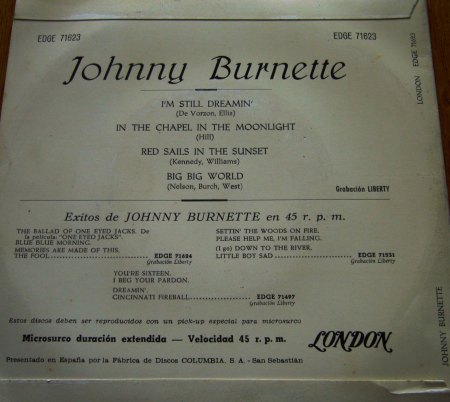 EDGE 71623
EDGE 71623
Johnny Burnette
I'M STILL DREAMIN'
(De Vorzon, Ellis)
IN THE CHAPEL IN THE MOONLIGHT
(Hill)
RED SAILS IN THE SUNSET
(Kennedy, Williams)
BIG BIG WORLD
(Nelson, Burch, West)
Grabación LIBERTY
Exitos de JOHNNY BURNETTE en 45 r. p. m.
THE BALLAD OF ONE EYED JACKS. De
la película: "ONE EYED JACKS".
BLUE BLUE MORNING.
MEMORIES ARE MADE OF THIS.
THE FOOL EDGE 71624
Grabación Liberty
SETTIN' THE WOODS ON FIRE.
PLEASE HELP ME, I'M FALLING.
(I go) DOWN TO THE RIVER.
LITTLE BOY SAD EDGE 71531
Grabación Liberty
YOU'RE SIXTEEN.
I BEG YOUR PARDON.
DREAMIN'.
CINCINNATI FIREBALL EDGE 71497
Grabación Liberty
Estos discos deben ser reproducidos con un pick-up especial para microsurco
Microsurco duración extendida — Velocidad 45 r. p. m.
LONDON
Presentado en España por la Fábrica de Discos COLUMBIA, S. A. - San Sebastián
LONDON EDGE 71623
JOHNNY BURNETTE